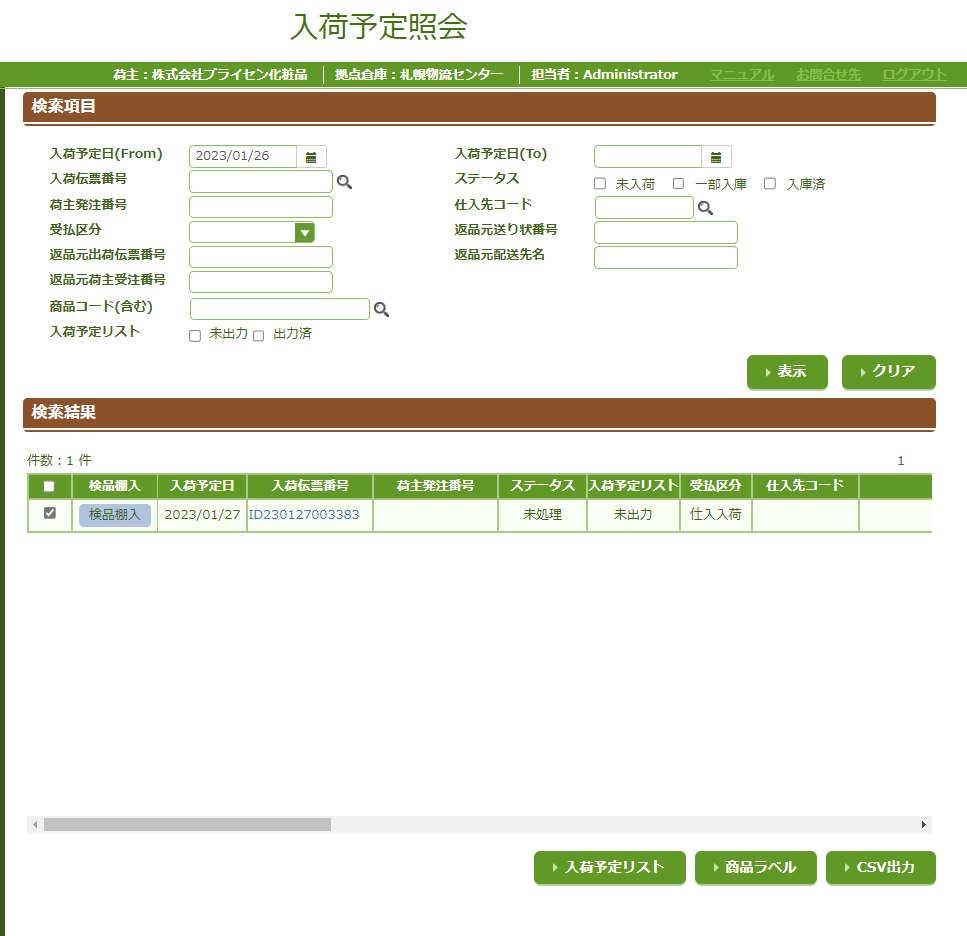 入荷予定照会
荷主：株式会社プライセン化粧品 拠点倉庫：札幌物流センター 担当者：Administrator マニュアル お問合せ先 ログアウト
検索項目
入荷予定日(From) 2023/01/26 入荷予定日(To)
入荷伝票番号 ステータス 未入荷 一部入庫 入庫済
荷主発注番号 仕入先コード
受払区分 返品元送り状番号
返品元出荷伝票番号 返品元配送先名
返品元荷主受注番号
商品コード(含む)
入荷予定リスト 未出力 出力済
表示 クリア
検索結果
件数：1 件 1
検品棚入 入荷予定日 入荷伝票番号 荷主発注番号 ステータス 入荷予定リスト 受払区分 仕入先コード
検品棚入 2023/01/27 ID230127003383 未処理 未出力 仕入入荷
入荷予定リスト 商品ラベル CSV出力